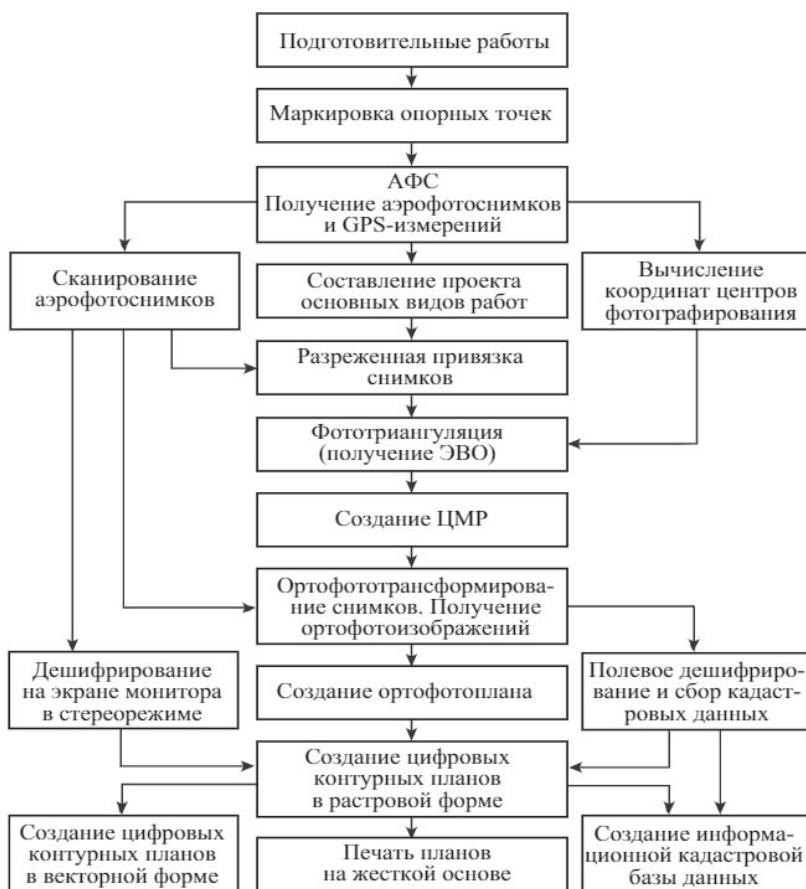 Подготовительные работы
Маркировка опорных точек
АФС
Получение аэрофотоснимков
и GPS-измерений
Сканирование
аэрофотоснимков
Составление проекта
основных видов работ
Вычисление
координат центров
фотографирования
Разреженная привязка
снимков
Фототриангуляция
(получение ЭВО)
Создание ЦМР
Ортофототрансформирова-
ние снимков. Получение
ортофотоизображений
Дешифрирование
на экране монитора
в стереорежиме
Создание ортофотоплана
Полевое дешифриро-
вание и сбор кадаст-
ровых данных
Создание цифровых
контурных планов
в растровой форме
Создание цифровых
контурных планов
в векторной форме
Печать планов
на жесткой основе
Создание информа-
ционной кадастровой
базы данных